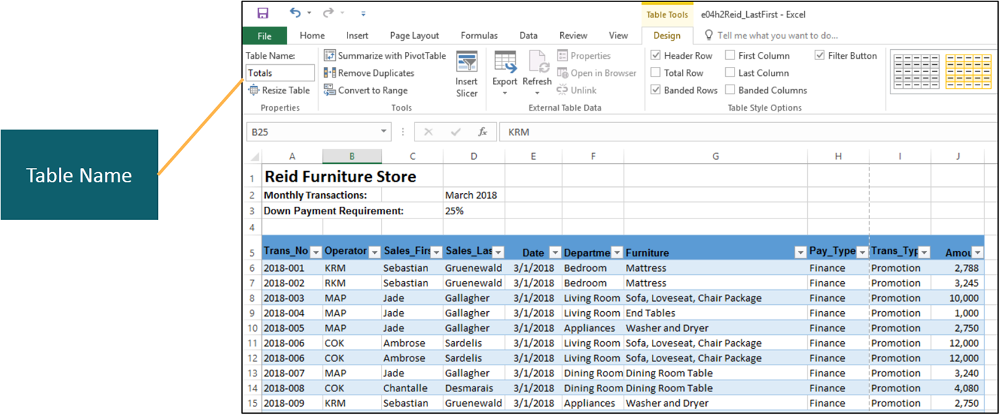 Table Tools e04h2Reid_LastFirst - Excel
File Home Insert Page Layout Formulas Data Review View Design Tell me what you want to do...
Table Name:
Totals
Resize Table
Properties
Summarize with PivotTable
Remove Duplicates
Convert to Range
Tools
Insert
Slicer
Export
Refresh
Properties
Open in Browser
Unlink
External Table Data
Header Row First Column Filter Button
Total Row Last Column
Banded Rows Banded Columns
Table Style Options
Table Name
B25 fx KRM
A B C D E F G H I J
1 Reid Furniture Store
2 Monthly Transactions: March 2018
3 Down Payment Requirement: 25%
4
5 Trans_No Operator Sales_Firs Sales_Las Date Departme Furniture Pay_Type Trans_Typ Amou
6 2018-001 KRM Sebastian Gruenewald 3/1/2018 Bedroom Mattress Finance Promotion 2,788
7 2018-002 RKM Sebastian Gruenewald 3/1/2018 Bedroom Mattress Finance Promotion 3,245
8 2018-003 MAP Jade Gallagher 3/1/2018 Living Room Sofa, Loveseat, Chair Package Finance Promotion 10,000
9 2018-004 MAP Jade Gallagher 3/1/2018 Living Room End Tables Finance Promotion 1,000
10 2018-005 MAP Jade Gallagher 3/1/2018 Appliances Washer and Dryer Finance Promotion 2,750
11 2018-006 COK Ambrose Sardelis 3/1/2018 Living Room Sofa, Loveseat, Chair Package Finance Promotion 12,000
12 2018-006 COK Ambrose Sardelis 3/1/2018 Living Room Sofa, Loveseat, Chair Package Finance Promotion 12,000
13 2018-007 MAP Jade Gallagher 3/1/2018 Dining Room Dining Room Table Finance Promotion 3,240
14 2018-008 COK Chantalle Desmarais 3/1/2018 Dining Room Dining Room Table Finance Promotion 4,080
15 2018-009 KRM Sebastian Gruenewald 3/1/2018 Appliances Washer and Dryer Finance Promotion 2,750